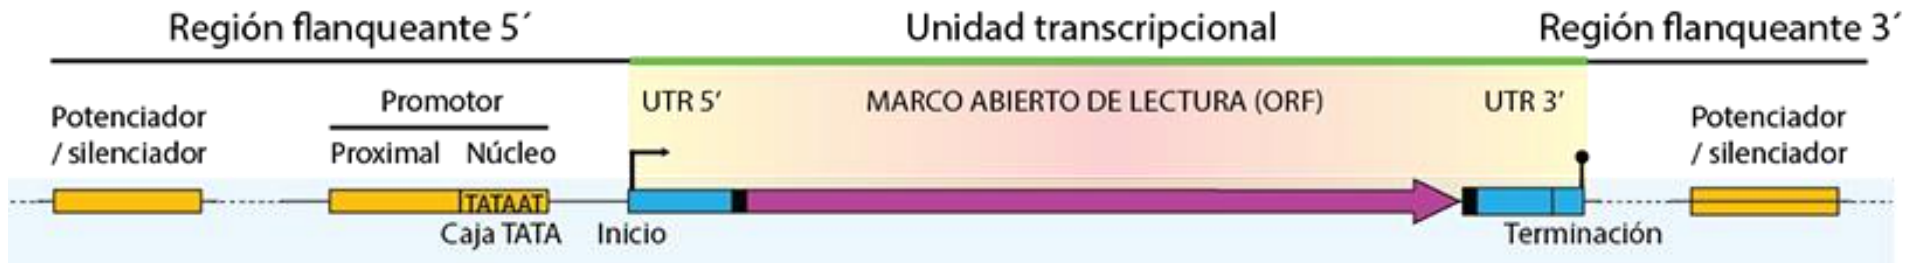 Región flanqueante 5´
Unidad transcripcional
Región flanqueante 3´
Potenciador
/ silenciador
Promotor
Proximal
Núcleo
UTR 5’
MARCO ABIERTO DE LECTURA (ORF)
UTR 3’
Potenciador
/ silenciador
TATAAT
Caja TATA
Inicio
Terminación